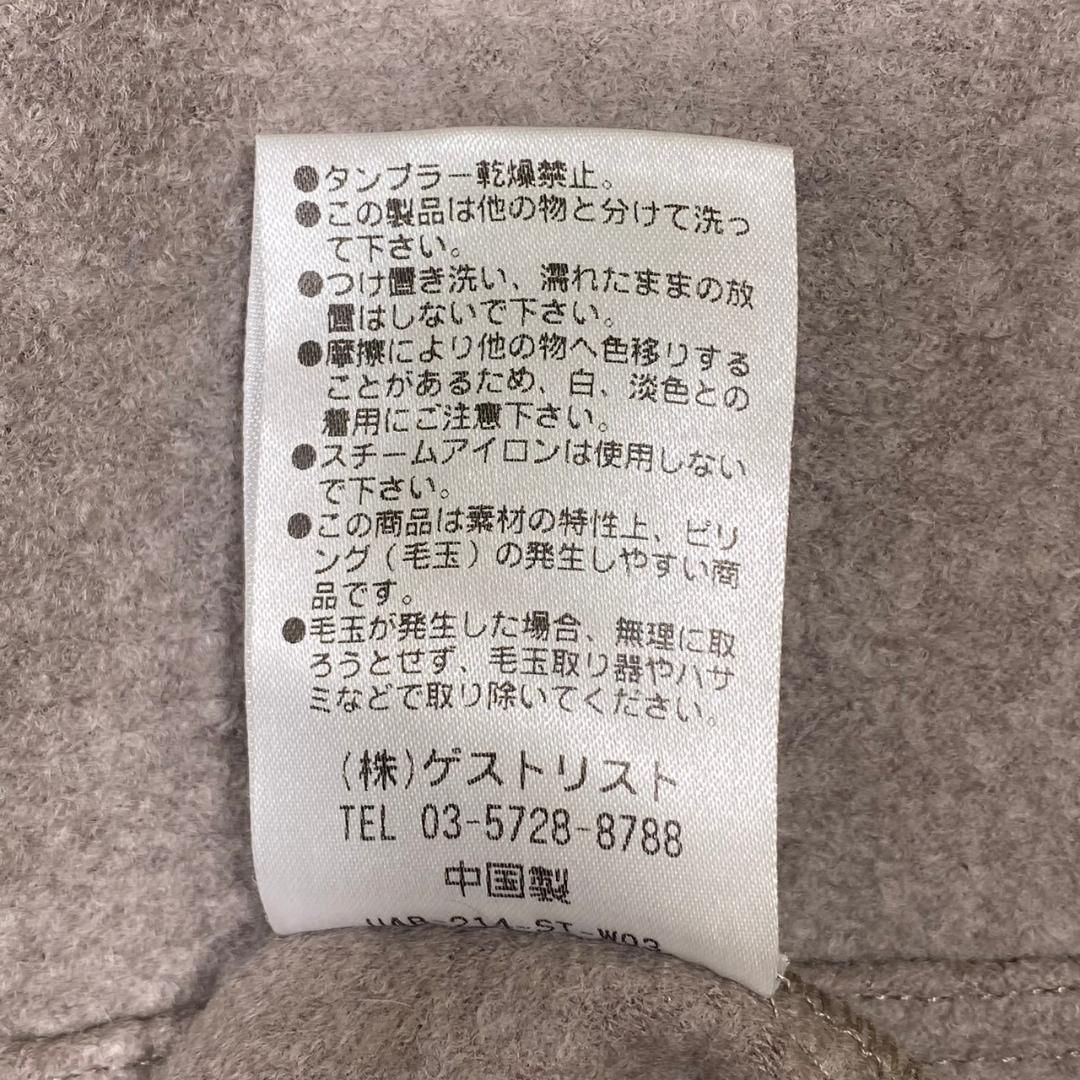 ●タンブラー乾燥禁止。
●この製品は他の物と分けて洗っ
て下さい。
●つけ置き洗い、濡れたままの放
置はしないで下さい。
●摩擦により他の物へ色移りする
ことがあるため、白、淡色との
着用にご注意下さい。
●スチームアイロンは使用しない
で下さい。
●この商品は素材の特性上、ピリ
ング(毛玉)の発生しやすい商
品です。
●毛玉が発生した場合、無理に取
ろうとせず、毛玉取り器やハサ
ミなどで取り除いてください。
(株)ゲストリスト
TEL 03-5728-8788
中国製
UAB-214-ST-W03